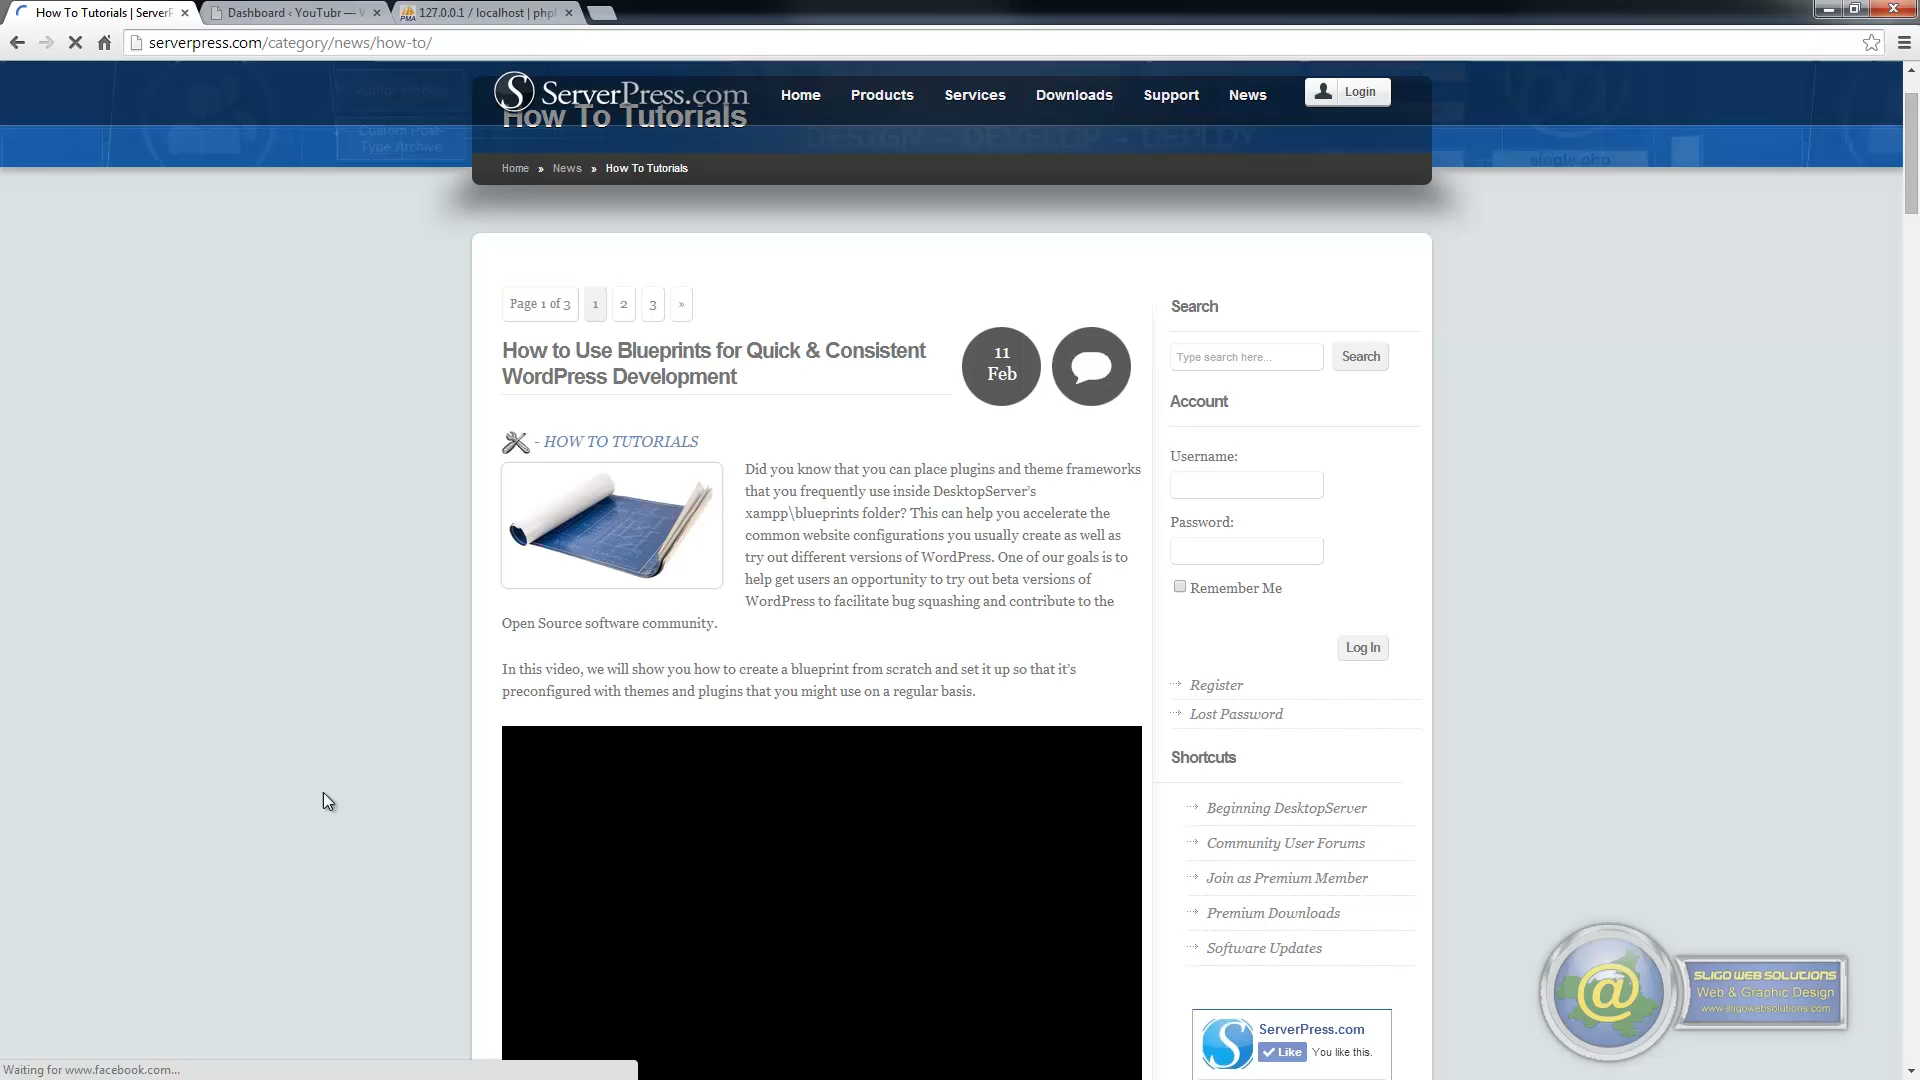 How To Tutorials | ServerP
Dashboard ‹ YouTubr — W
127.0.0.1 / localhost | php
serverpress.com/category/news/how-to/
ServerPress.com
Home
Products
Services
Downloads
Support
News
Login
How To Tutorials
Custom Post-
Type Archive
DESIGN - DEVELOP - DEPLOY
single.php
Home » News » How To Tutorials
Page 1 of 3
1
2
3
»
How to Use Blueprints for Quick & Consistent
WordPress Development
11
Feb
- HOW TO TUTORIALS
Did you know that you can place plugins and theme frameworks
that you frequently use inside DesktopServer’s
xampp\blueprints folder? This can help you accelerate the
common website configurations you usually create as well as
try out different versions of WordPress. One of our goals is to
help get users an opportunity to try out beta versions of
WordPress to facilitate bug squashing and contribute to the
Open Source software community.
In this video, we will show you how to create a blueprint from scratch and set it up so that it’s
preconfigured with themes and plugins that you might use on a regular basis.
Search
Type search here...
Search
Account
Username:
Password:
Remember Me
Log In
Register
Lost Password
Shortcuts
Beginning DesktopServer
Community User Forums
Join as Premium Member
Premium Downloads
Software Updates
ServerPress.com
Like
You like this.
SLIGO WEB SOLUTIONS
Web & Graphic Design
www.sligowebsolutions.com
Waiting for www.facebook.com...